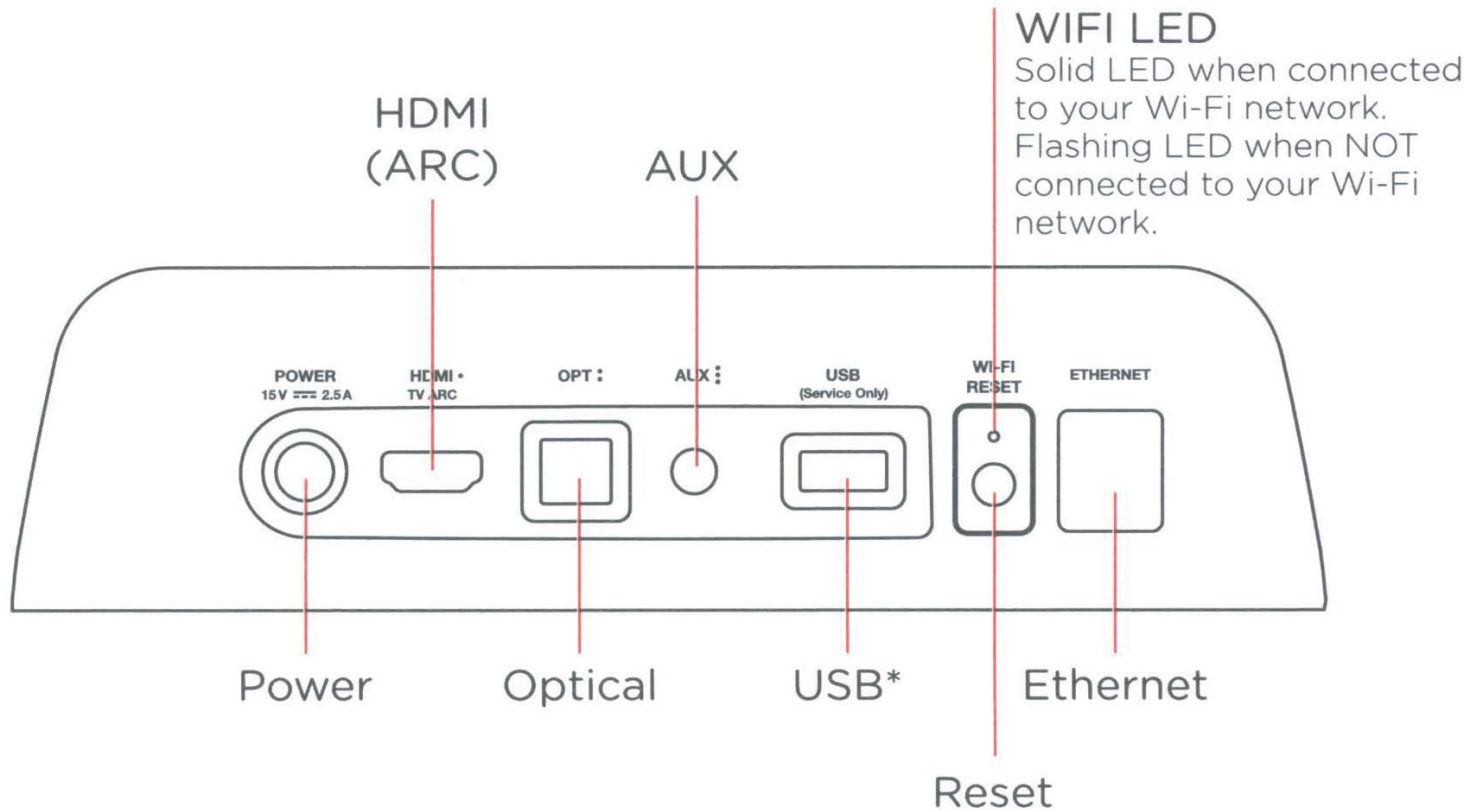 WIFI LED
Solid LED when connected
to your Wi-Fi network.
Flashing LED when NOT
connected to your Wi-Fi
network.
HDMI
(ARC)
AUX
POWER
15V ⎓ 2.5A
HDMI •
TV ARC
OPT :
AUX ⋮
USB
(Service Only)
WI-FI
RESET
ETHERNET
Power
Optical
USB*
Ethernet
Reset